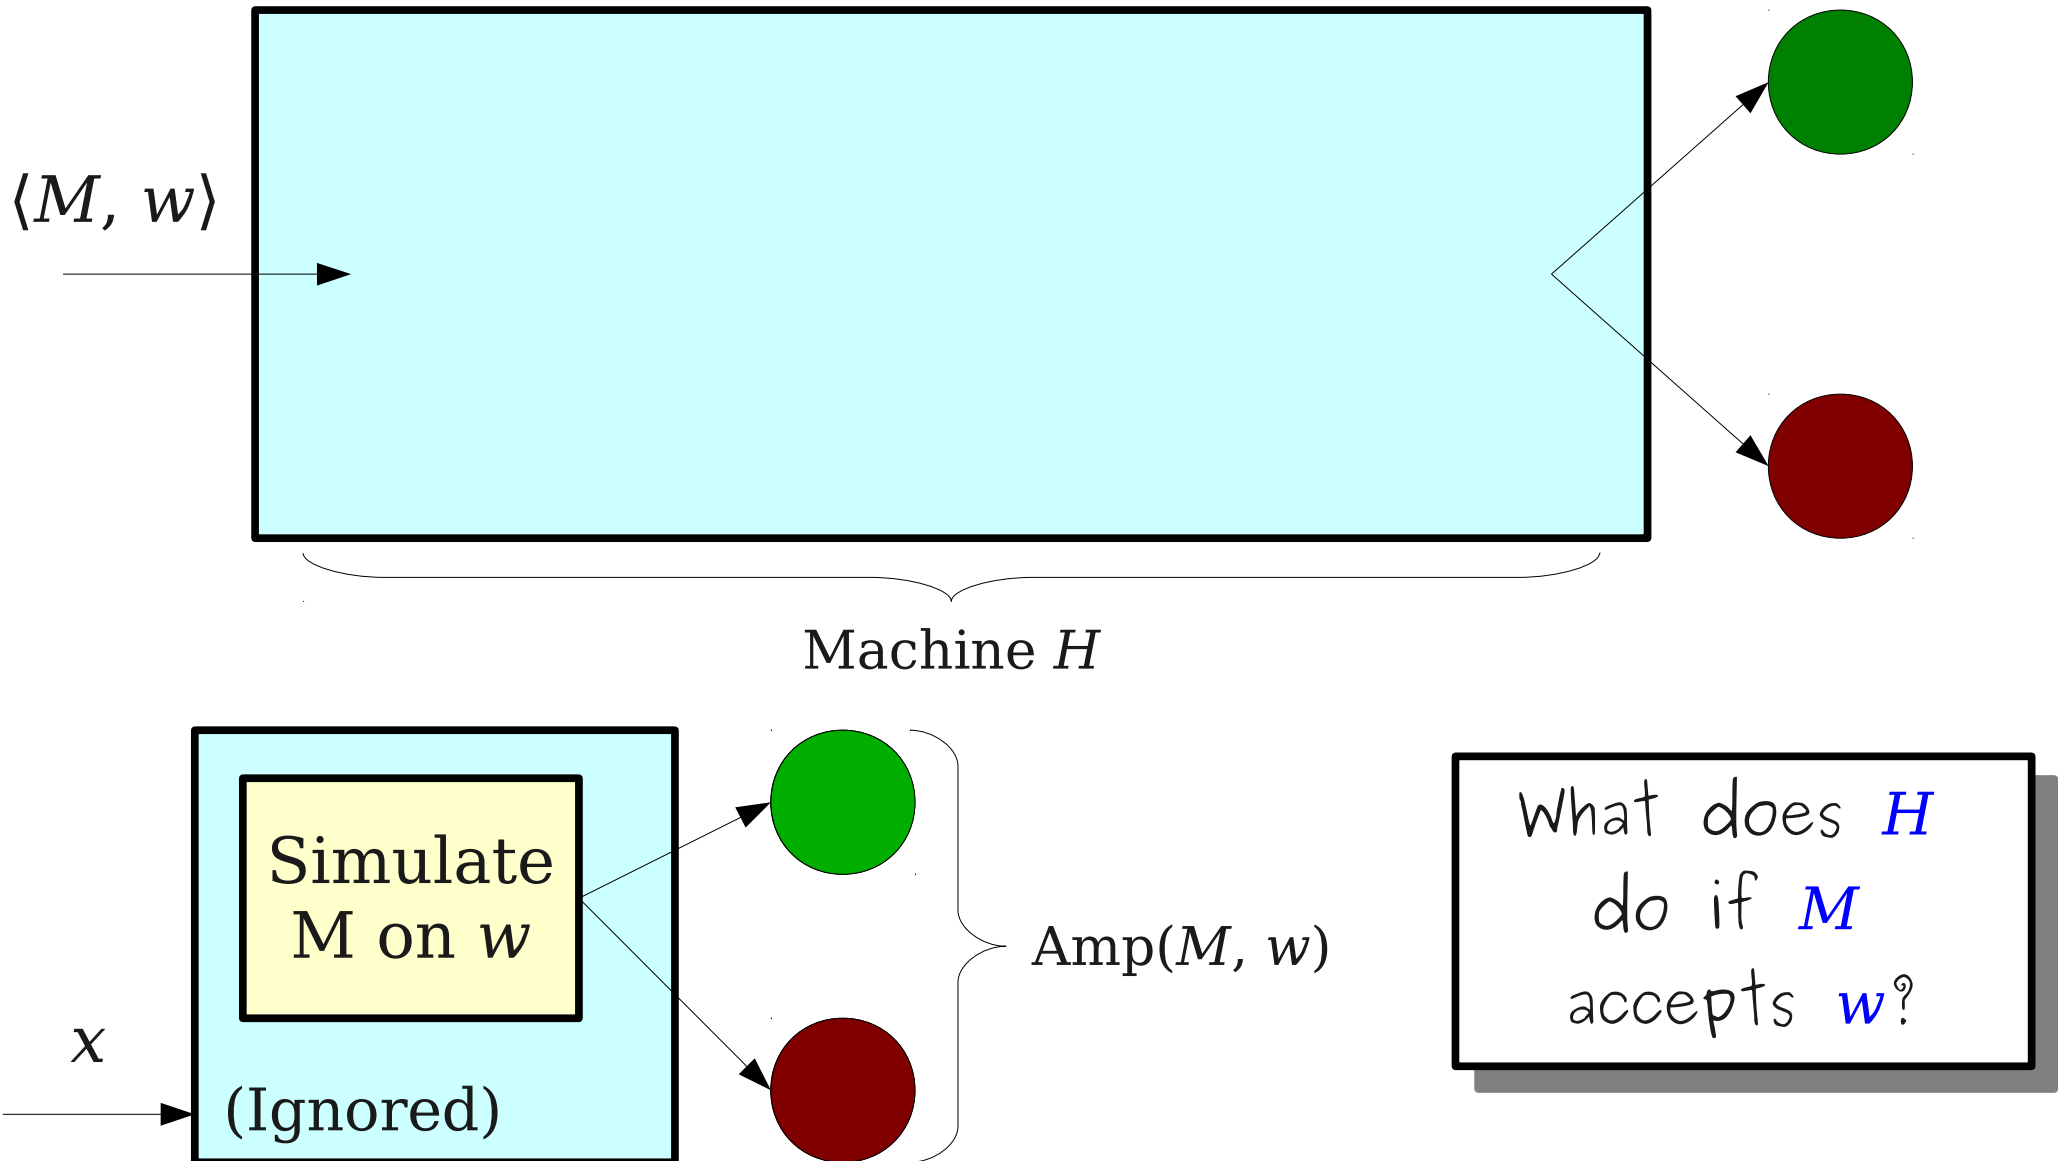 ⟨M, w⟩
Machine H
Simulate
M on w
x
(Ignored)
Amp(M, w)
What does H
do if M
accepts w?